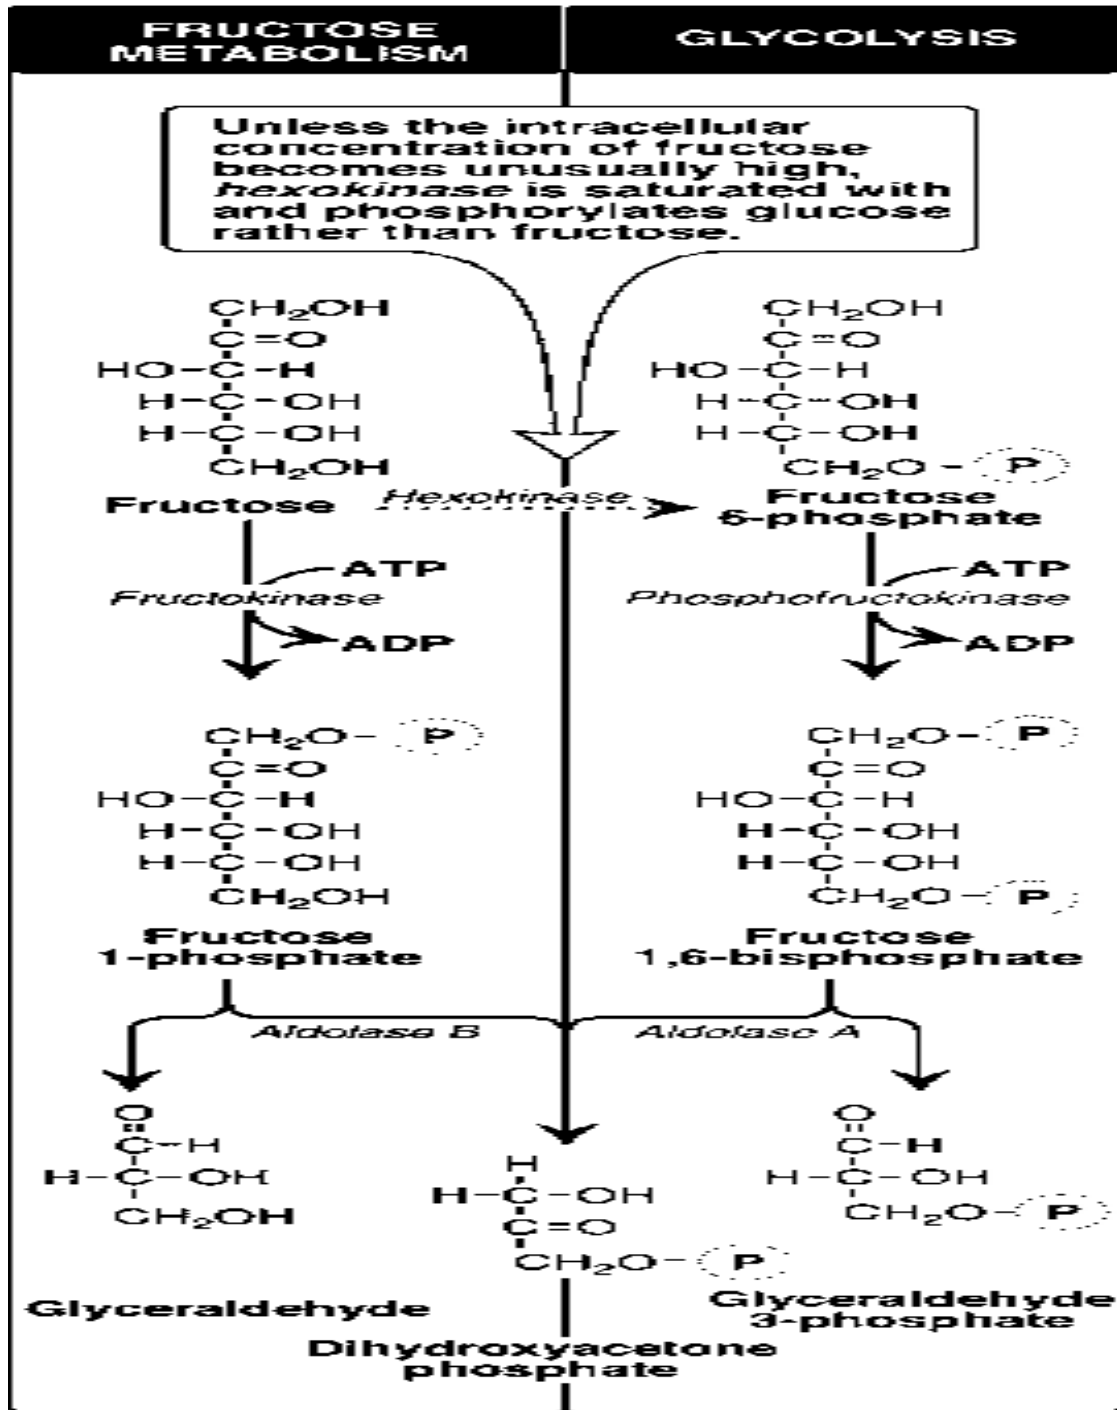 FRUCTOSE
METABOLISM
GLYCOLYSIS
Unless the intracellular
concentration of fructose
becomes unusually high,
hexokinase is saturated with
and phosphorylates glucose
rather than fructose.
CH₂OH
C=O
HO-C-H
H-C-OH
H-C-OH
CH₂OH
Fructose
Hexokinase
CH₂OH
C=O
HO-C-H
H-C-OH
H-C-OH
CH₂O-P
Fructose
6-phosphate
ATP
Fructokinase
ADP
ATP
Phosphofructokinase
ADP
CH₂O-P
C=O
HO-C-H
H-C-OH
H-C-OH
CH₂OH
Fructose
1-phosphate
CH₂O-P
C=O
HO-C-H
H-C-OH
H-C-OH
CH₂O-P
Fructose
1,6-bisphosphate
Aldolase B
Aldolase A
O
C-H
H-C-OH
CH₂OH
Glyceraldehyde
H
H-C-OH
C=O
CH₂O-P
Dihydroxyacetone
phosphate
O
C-H
H-C-OH
CH₂O-P
Glyceraldehyde
3-phosphate